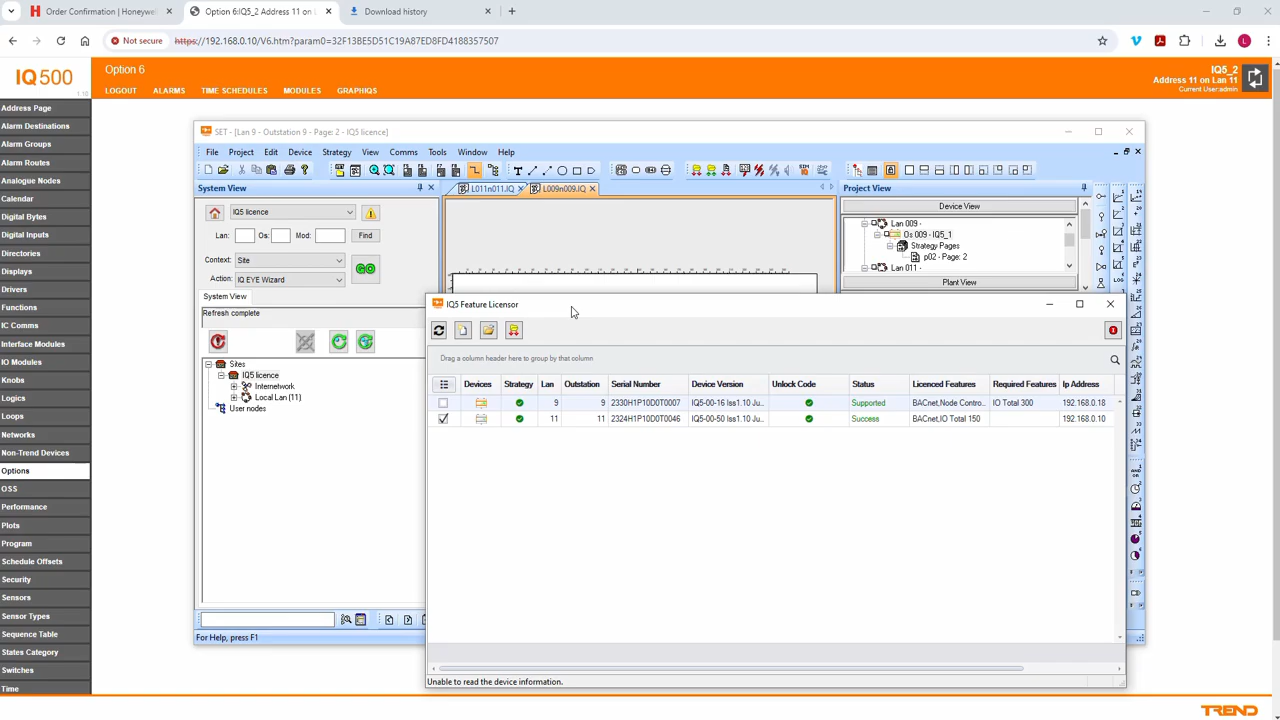 Order Confirmation | Honeywel
Option 6:IQ5_2 Address 11 on L
Download history
Not secure
https://192.168.0.10/V6.htm?param0=32F13BE5D51C19A87ED8FD4188357507
L
IQ500
1.10
Option 6
LOGOUT ALARMS TIME SCHEDULES MODULES GRAPHIQS
IQ5_2
Address 11 on Lan 11
Current User:admin
Address Page
Alarm Destinations
Alarm Groups
Alarm Routes
Analogue Nodes
Calendar
Digital Bytes
Digital Inputs
Directories
Displays
Drivers
Functions
IC Comms
Interface Modules
IO Modules
Knobs
Logics
Loops
Networks
Non-Trend Devices
Options
OSS
Performance
Plots
Program
Schedule Offsets
Security
Sensors
Sensor Types
Sequence Table
States Category
Switches
Time
SET - [Lan 9 - Outstation 9 - Page: 2 - IQ5 licence]
File Project Edit Device Strategy View Comms Tools Window Help
System View
L011n011.IQ
L009n009.IQ
Project View
IQ5 licence
Lan: Os: Mod: Find
Context: Site
Action: IQ EYE Wizard
GO
System View
Refresh complete
Sites
IQ5 licence
Internetwork
Local Lan (11)
User nodes
Device View
Lan 009 -
Os 009 - IQ5_1
Strategy Pages
p02 - Page: 2
Lan 011 -
Plant View
For Help, press F1
IQ5 Feature Licensor
Drag a column header here to group by that column
Devices Strategy Lan Outstation Serial Number Device Version Unlock Code Status Licenced Features Required Features Ip Address
9 9 2330H1P10D0T0007 IQ5-00-16 Iss1.10 Ju... Supported BACnet,Node Contro... IO Total 300 192.168.0.18
11 11 2324H1P10D0T0046 IQ5-00-50 Iss1.10 Ju... Success BACnet,IO Total 150 192.168.0.10
Unable to read the device information.
TREND